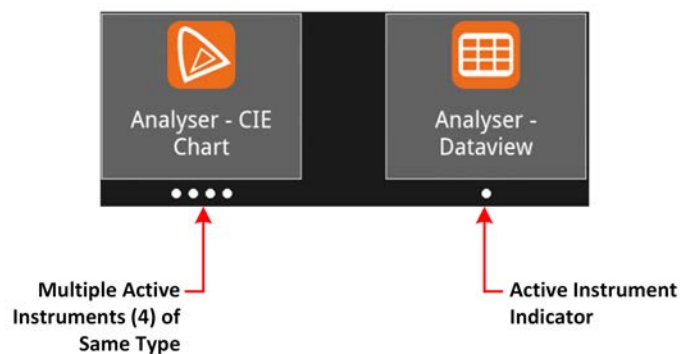 Analyser - CIE
Chart
Analyser -
Dataview
Multiple Active
Instruments (4) of
Same Type
Active Instrument
Indicator